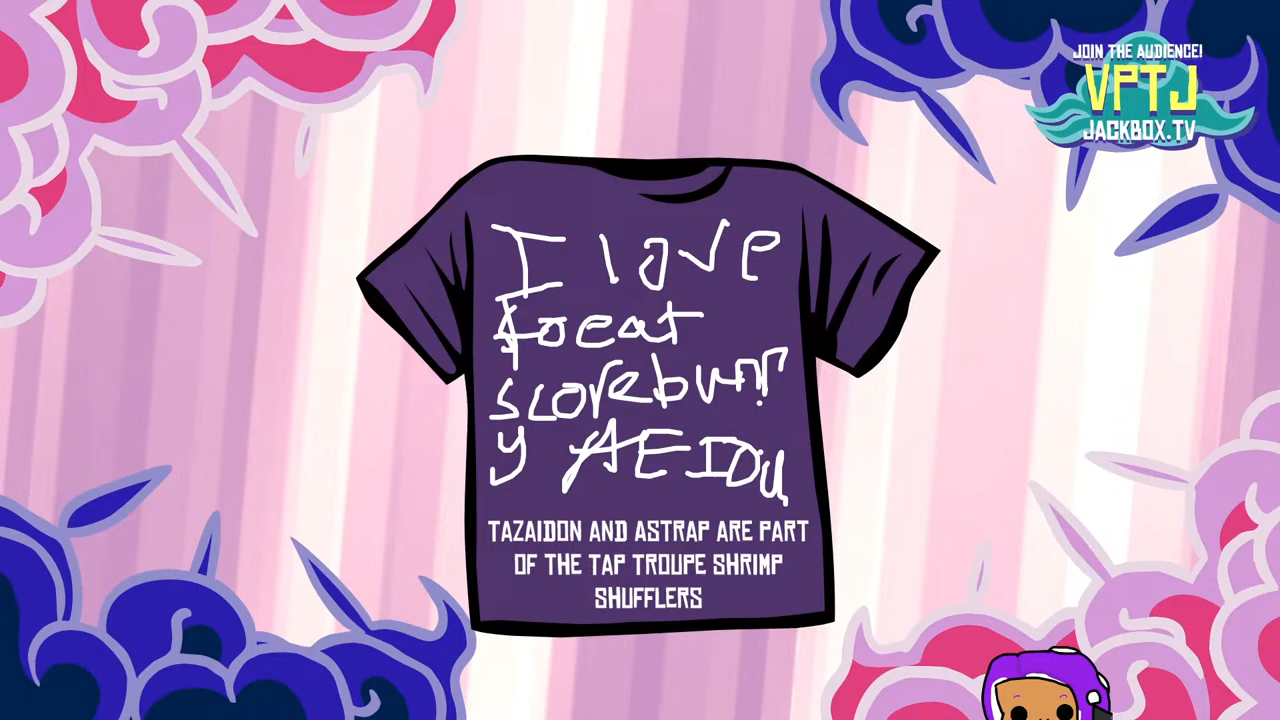 JOIN THE AUDIENCE!
VPTJ
JACKBOX.TV
I love
to eat
scoreburr
y AEIOU
TAZAIDON AND ASTRAP ARE PART
OF THE TAP TROUPE SHRIMP
SHUFFLERS